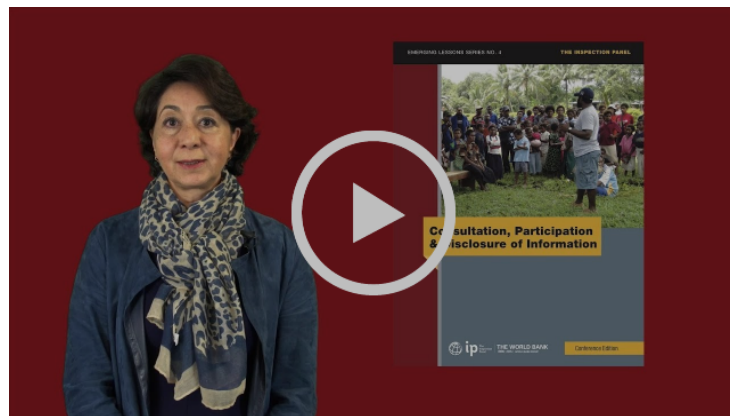 EMERGING LESSONS SERIES NO. 4
THE INSPECTION PANEL
Consultation, Participation
& Disclosure of Information
ip
THE WORLD BANK
Conference Edition